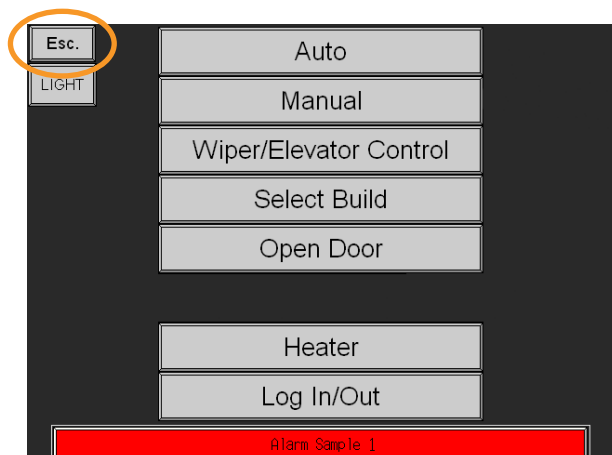 Esc.
Auto
LIGHT
Manual
Wiper/Elevator Control
Select Build
Open Door
Heater
Log In/Out
Alarm Sample 1